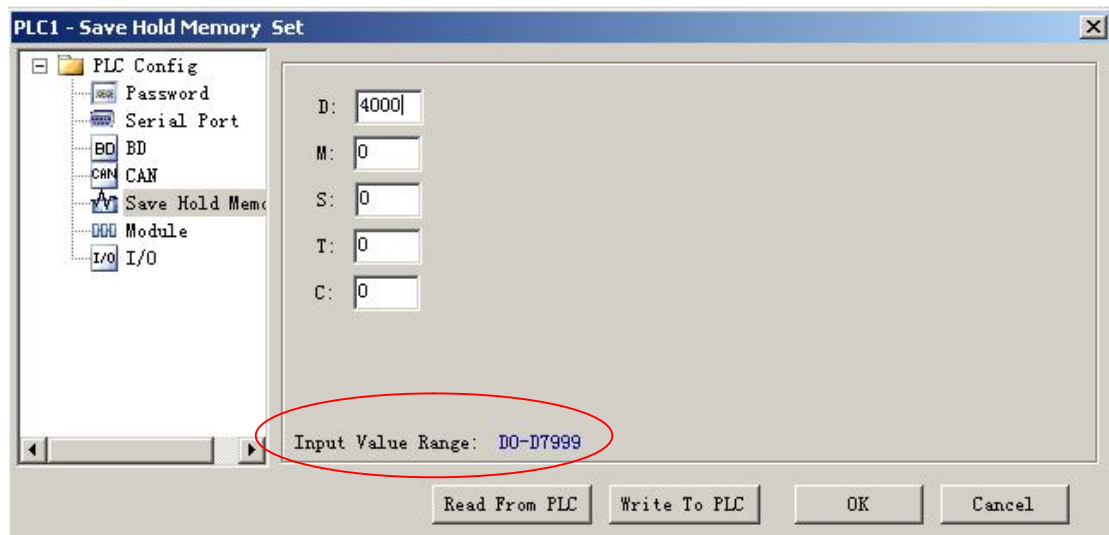 PLC1 - Save Hold Memory Set
PLC Config
Password
Serial Port
BD BD
CAN CAN
Save Hold Memo
Module
I/O I/O
D: 4000
M: 0
S: 0
T: 0
C: 0
Input Value Range: D0-D7999
Read From PLC Write To PLC OK Cancel